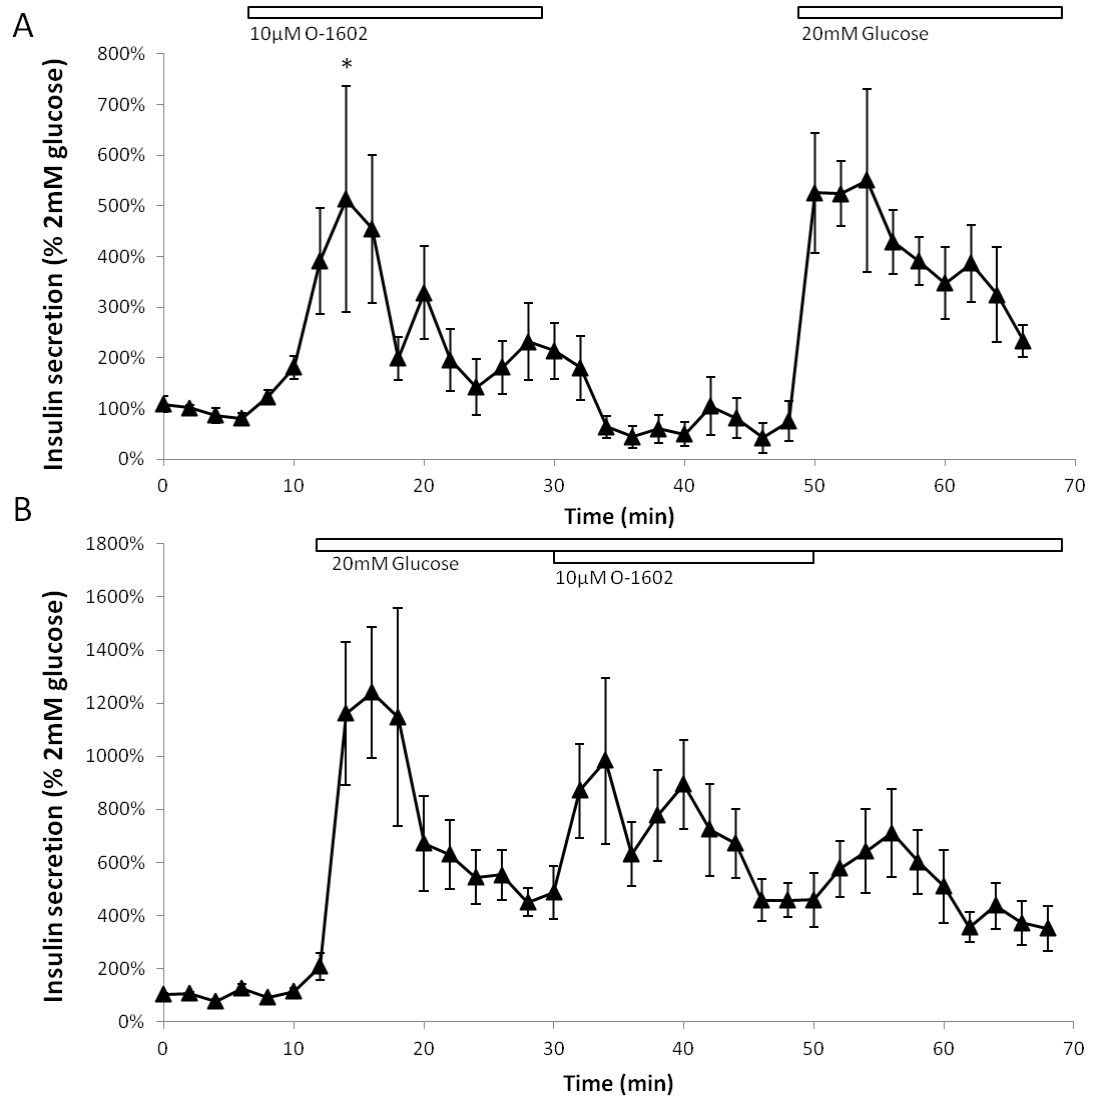 A
10µM O-1602
20mM Glucose
*
Insulin secretion (% 2mM glucose)
800%
700%
600%
500%
400%
300%
200%
100%
0%
0 10 20 30 40 50 60 70
Time (min)
B
20mM Glucose
10µM O-1602
Insulin secretion (% 2mM glucose)
1800%
1600%
1400%
1200%
1000%
800%
600%
400%
200%
0%
0 10 20 30 40 50 60 70
Time (min)